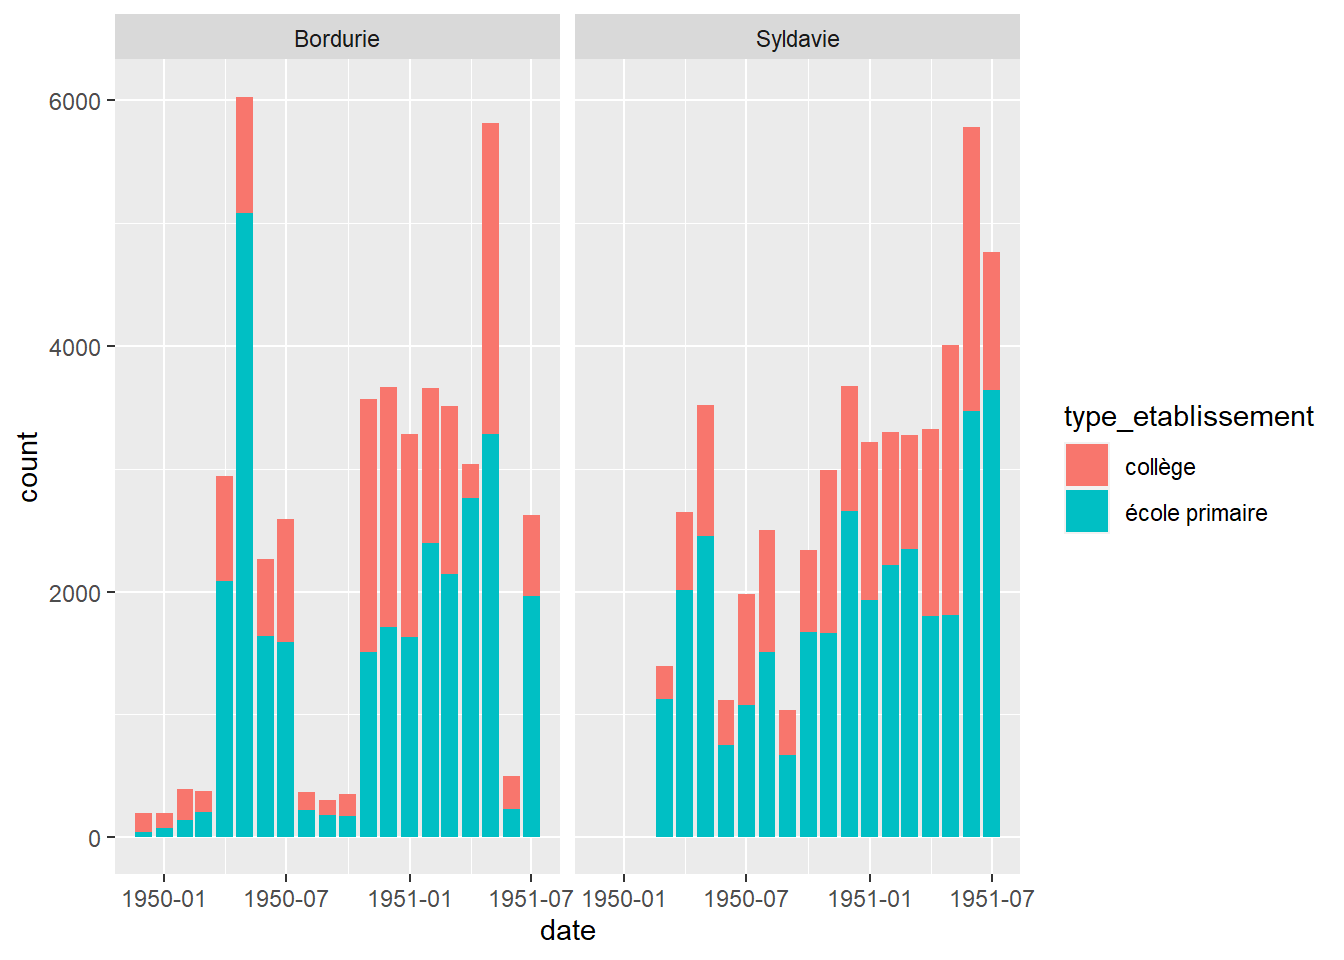 Bordurie
Syldavie
6000
4000
2000
0
count
1950-01 1950-07 1951-01 1951-07
1950-01 1950-07 1951-01 1951-07
date
type_etablissement
collège
école primaire